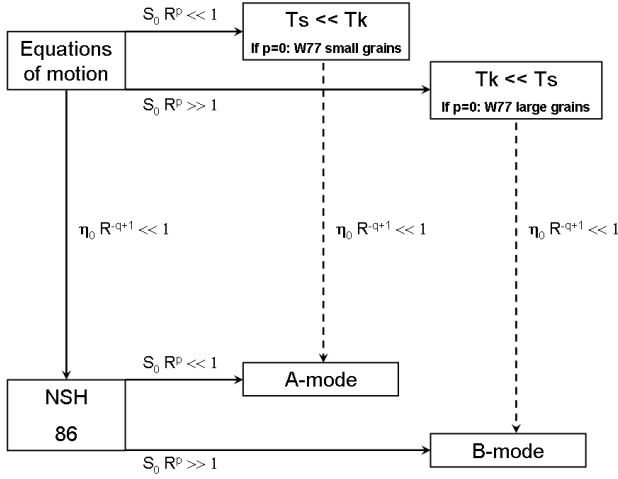 S₀ Rᵖ << 1
Ts << Tk
If p=0: W77 small grains
Equations
of motion
Tk << Ts
If p=0: W77 large grains
S₀ Rᵖ >> 1
η₀ R⁻q⁺¹ << 1
η₀ R⁻q⁺¹ << 1
η₀ R⁻q⁺¹ << 1
S₀ Rᵖ << 1
A-mode
NSH
86
B-mode
S₀ Rᵖ >> 1